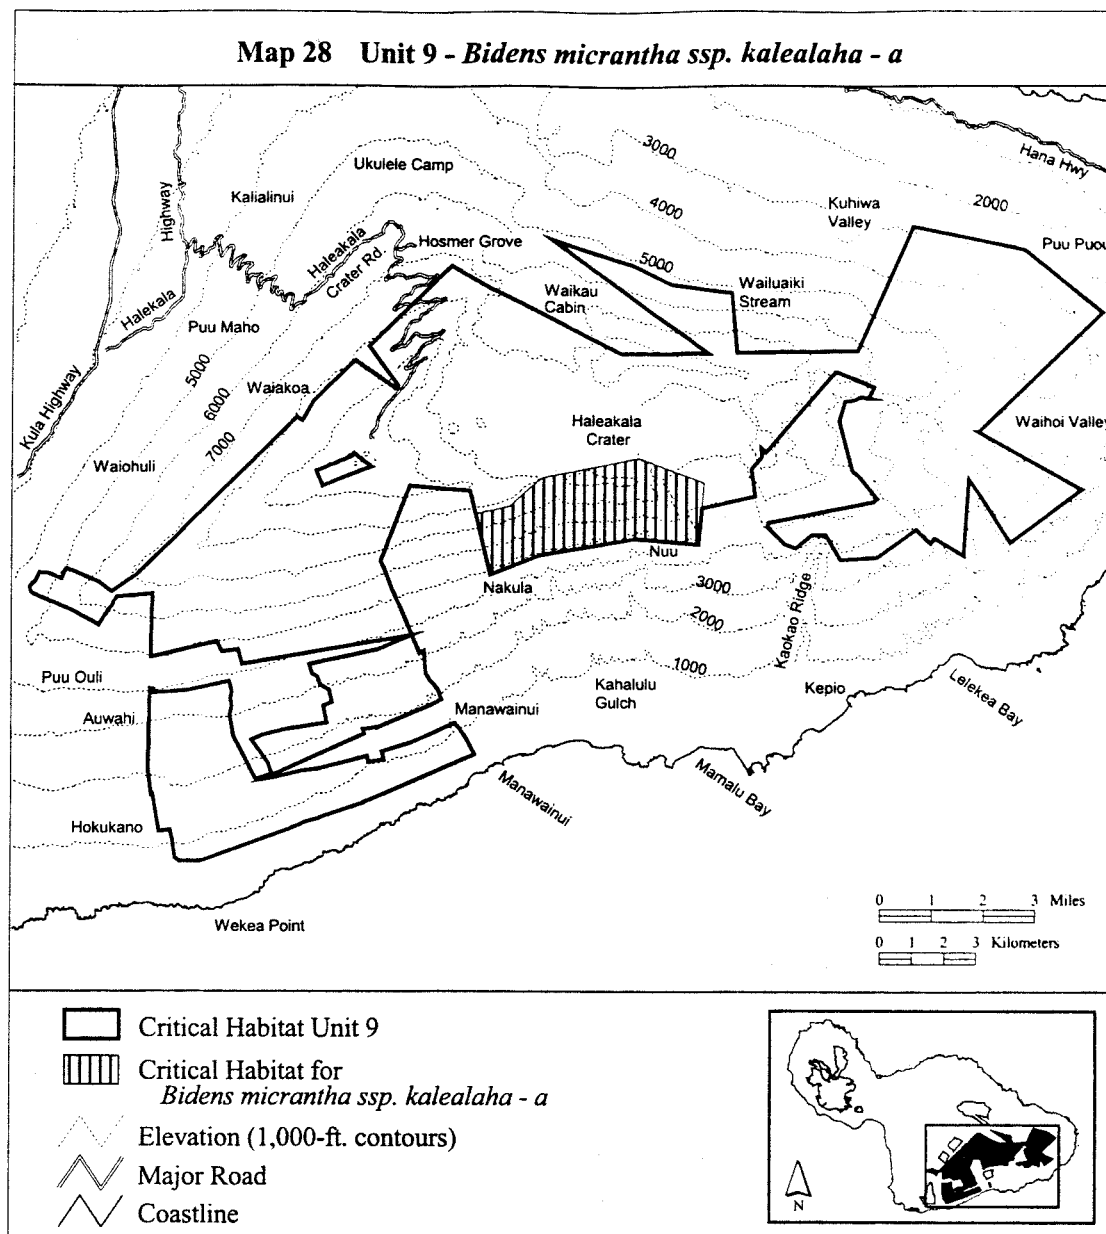 Map 28 Unit 9 - Bidens micrantha ssp. kalealaha - a
Hana Hwy
3000
Ukulele Camp
Kalialinui
Highway
4000
Kuhiwa
Valley
2000
Hosmer Grove
Haleakala
Crater Rd.
5000
Puu Puou
Waikau
Cabin
Wailuaiki
Stream
Halekala
Puu Maho
5000
Waiakoa
6000
Kula Highway
7000
Haleakala
Crater
Waihoi Valley
Waiohuli
Nuu
Nakula
3000
2000
Kaokao Ridge
1000
Puu Ouli
Kahalulu
Gulch
Kepio
Lelekea Bay
Auwahi
Manawainui
Mamalu Bay
Manawainui
Hokukano
Wekea Point
0 1 2 3 Miles
0 1 2 3 Kilometers
Critical Habitat Unit 9
Critical Habitat for
Bidens micrantha ssp. kalealaha - a
Elevation (1,000-ft. contours)
Major Road
Coastline
N